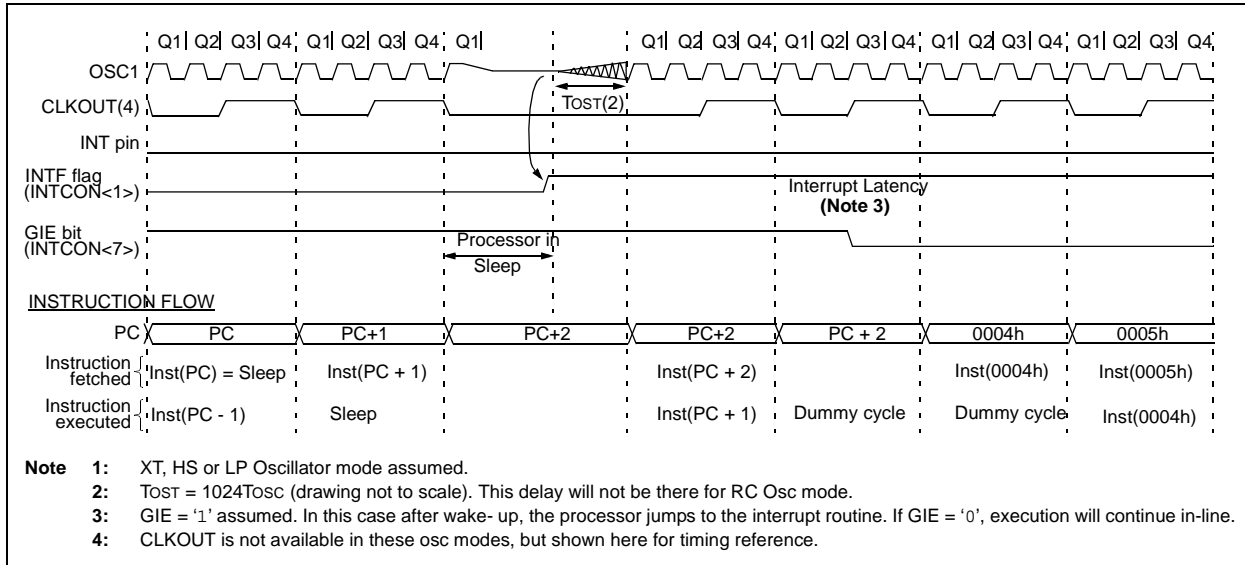 Q1 Q2 Q3 Q4 Q1 Q2 Q3 Q4 Q1 Q1 Q2 Q3 Q4 Q1 Q2 Q3 Q4 Q1 Q2 Q3 Q4 Q1 Q2 Q3 Q4
OSC1
TOST(2)
CLKOUT(4)
INT pin
INTF flag
(INTCON<1>)
Interrupt Latency
(Note 3)
GIE bit
(INTCON<7>)
Processor in
Sleep
INSTRUCTION FLOW
PC PC PC+1 PC+2 PC+2 PC + 2 0004h 0005h
Instruction
fetched
Inst(PC) = Sleep Inst(PC + 1) Inst(PC + 2) Inst(0004h) Inst(0005h)
Instruction
executed
Inst(PC - 1) Sleep Inst(PC + 1) Dummy cycle Dummy cycle Inst(0004h)
Note 1: XT, HS or LP Oscillator mode assumed.
2: TOST = 1024TOSC (drawing not to scale). This delay will not be there for RC Osc mode.
3: GIE = ‘1’ assumed. In this case after wake- up, the processor jumps to the interrupt routine. If GIE = ‘0’, execution will continue in-line.
4: CLKOUT is not available in these osc modes, but shown here for timing reference.